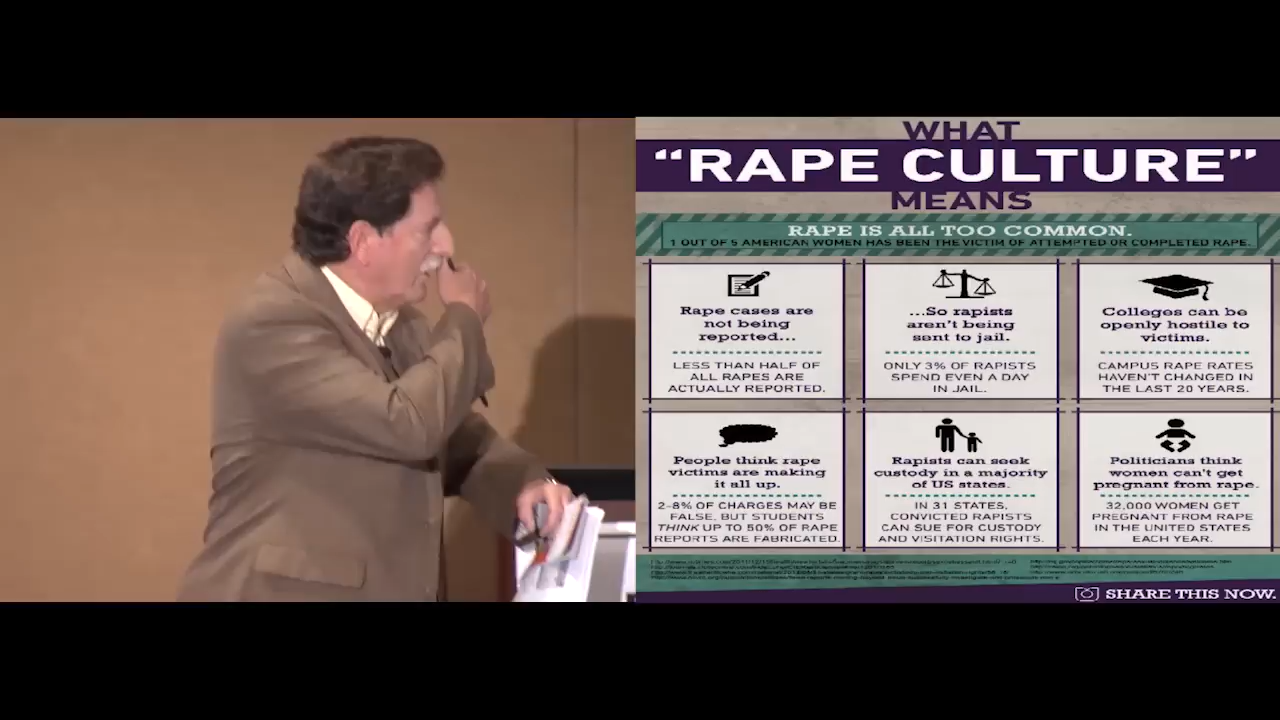 WHAT
“RAPE CULTURE”
MEANS
RAPE IS ALL TOO COMMON.
1 OUT OF 5 AMERICAN WOMEN HAS BEEN THE VICTIM OF ATTEMPTED OR COMPLETED RAPE.
Rape cases are
not being
reported...
LESS THAN HALF OF
ALL RAPES ARE
ACTUALLY REPORTED.
...So rapists
aren't being
sent to jail.
ONLY 3% OF RAPISTS
SPEND EVEN A DAY
IN JAIL.
Colleges can be
openly hostile to
victims.
CAMPUS RAPE RATES
HAVEN'T CHANGED IN
THE LAST 20 YEARS.
People think rape
victims are making
it all up.
2-8% OF CHARGES MAY BE
FALSE, BUT STUDENTS
THINK UP TO 50% OF RAPE
REPORTS ARE FABRICATED.
Rapists can seek
custody in a majority
of US states.
IN 31 STATES,
CONVICTED RAPISTS
CAN SUE FOR CUSTODY
AND VISITATION RIGHTS.
Politicians think
women can't get
pregnant from rape.
32,000 WOMEN GET
PREGNANT FROM RAPE
IN THE UNITED STATES
EACH YEAR.
SHARE THIS NOW.